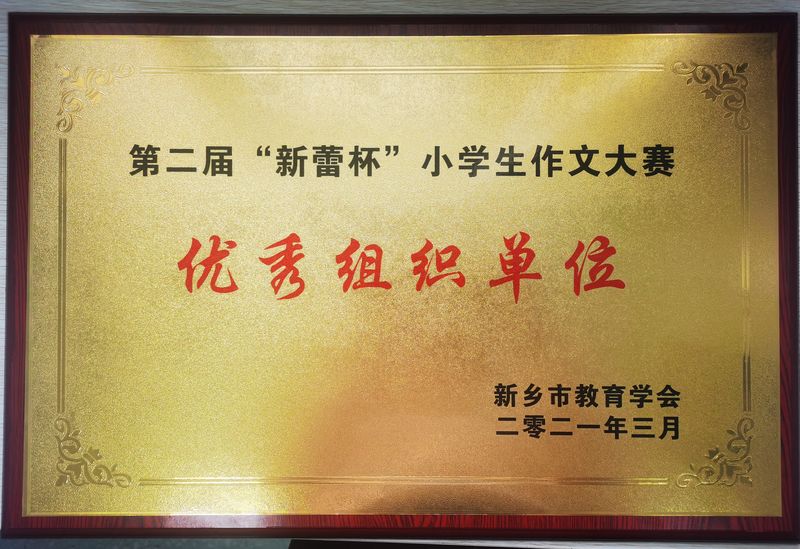 第二届“新蕾杯”小学生作文大赛
优秀组织单位
新乡市教育学会
二零二一年三月